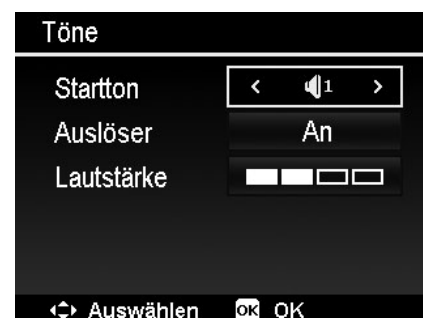 Töne
Startton < 1 >
Auslöser An
Lautstärke
Auswählen OK OK